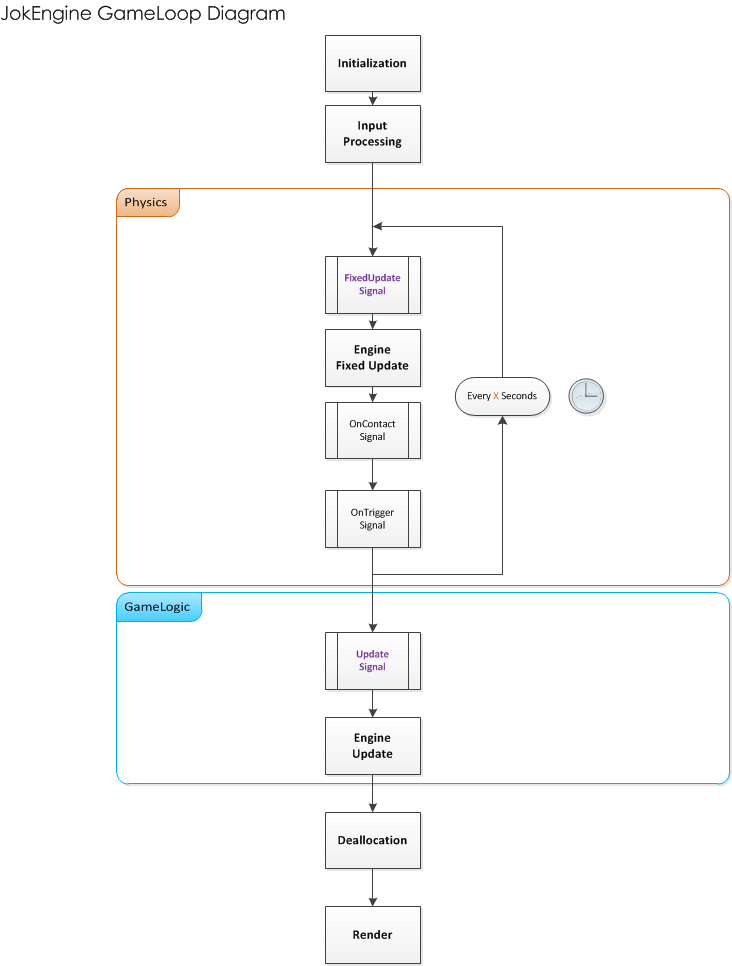 JokEngine GameLoop Diagram
Initialization
Input
Processing
Physics
FixedUpdate
Signal
Engine
Fixed Update
Every X Seconds
OnContact
Signal
OnTrigger
Signal
GameLogic
Update
Signal
Engine
Update
Deallocation
Render